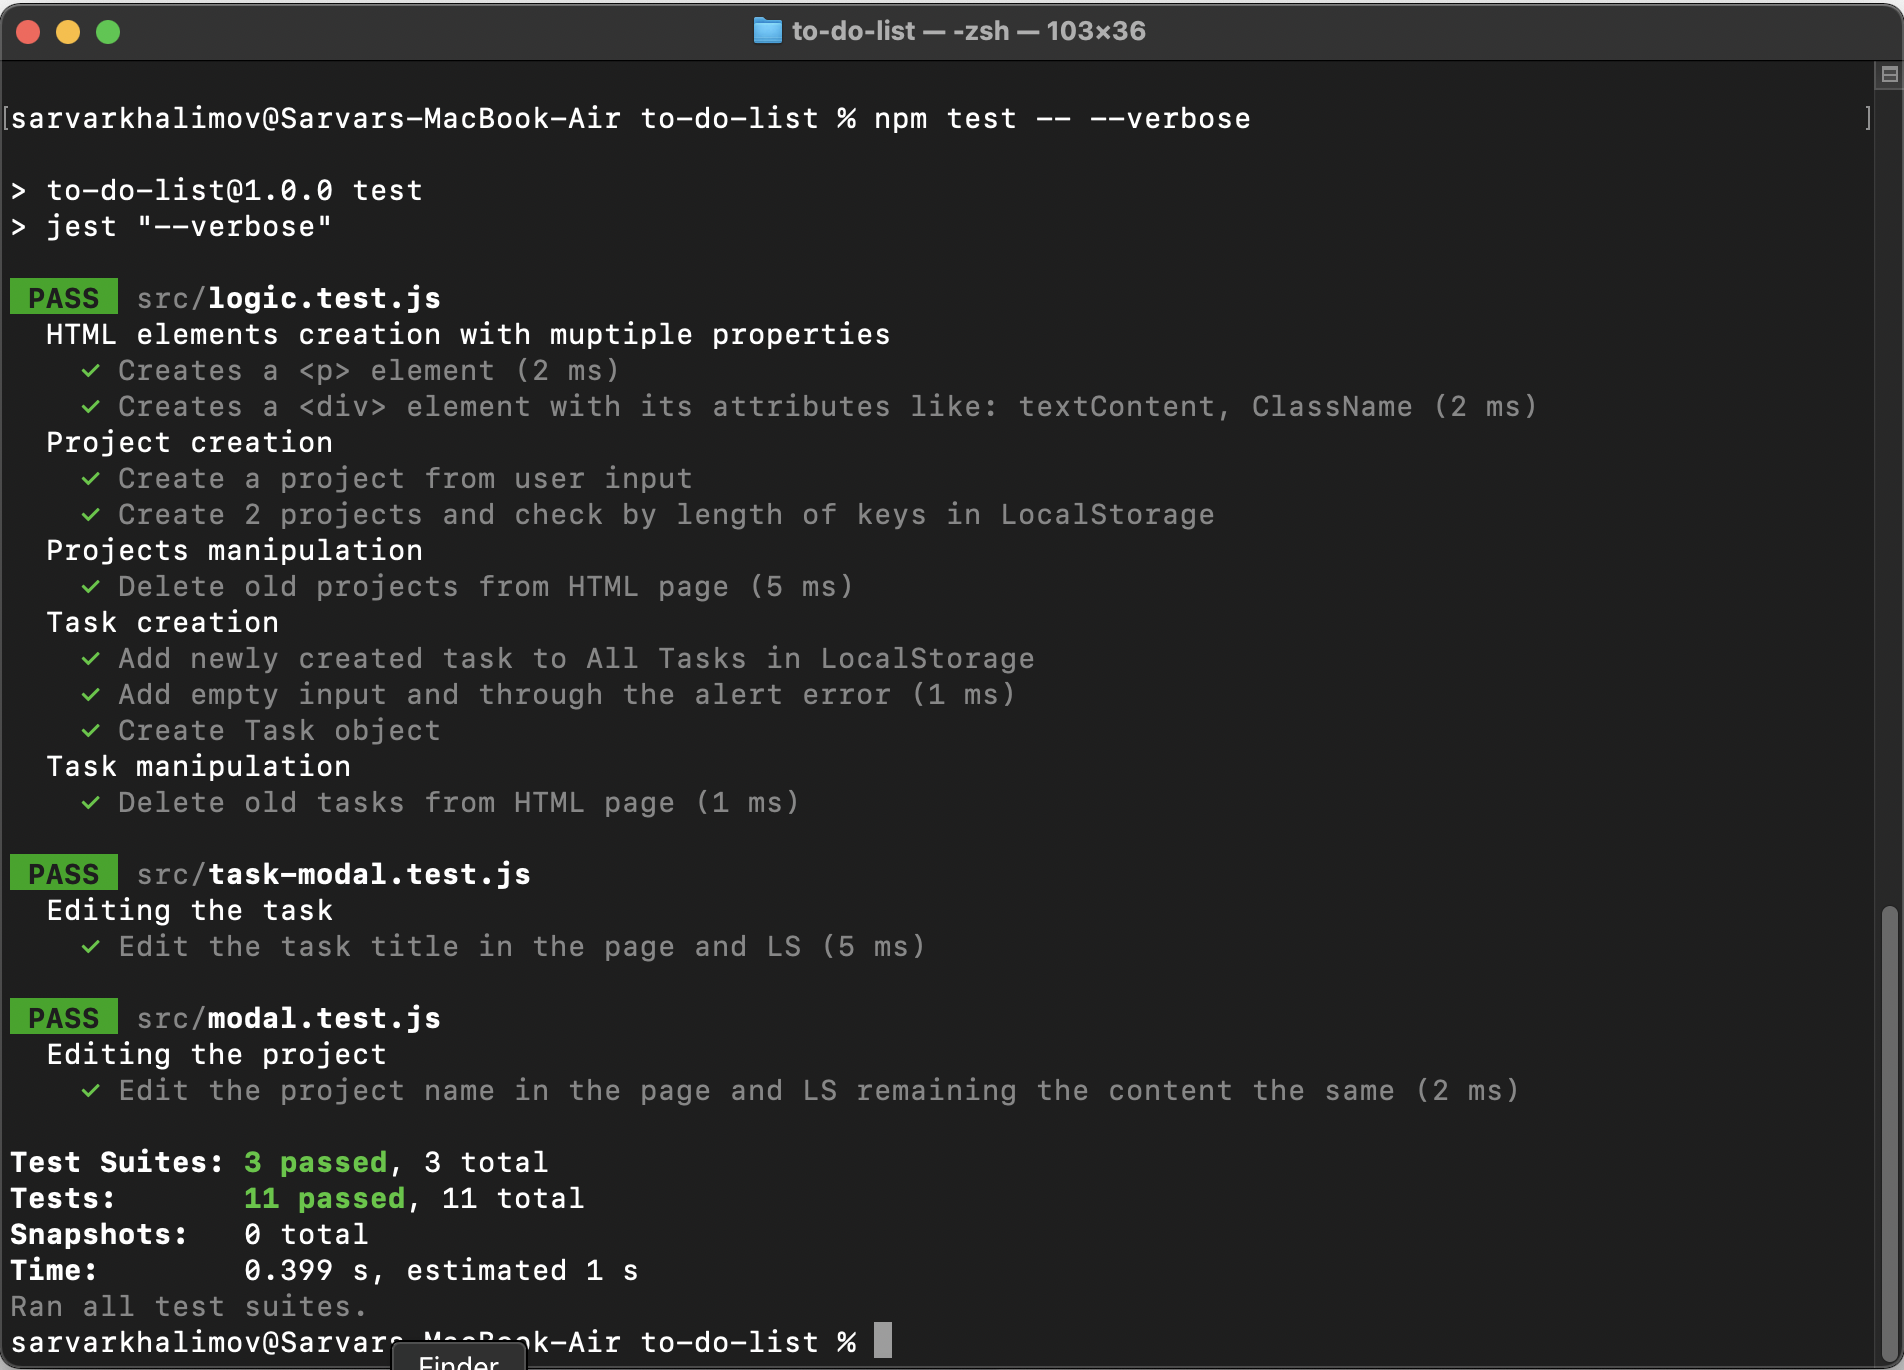 to-do-list — -zsh — 103×36
[sarvarkhalimov@Sarvars-MacBook-Air to-do-list % npm test -- --verbose ]
> to-do-list@1.0.0 test
> jest "--verbose"
PASS src/logic.test.js
HTML elements creation with muptiple properties
✓ Creates a <p> element (2 ms)
✓ Creates a <div> element with its attributes like: textContent, ClassName (2 ms)
Project creation
✓ Create a project from user input
✓ Create 2 projects and check by length of keys in LocalStorage
Projects manipulation
✓ Delete old projects from HTML page (5 ms)
Task creation
✓ Add newly created task to All Tasks in LocalStorage
✓ Add empty input and through the alert error (1 ms)
✓ Create Task object
Task manipulation
✓ Delete old tasks from HTML page (1 ms)
PASS src/task-modal.test.js
Editing the task
✓ Edit the task title in the page and LS (5 ms)
PASS src/modal.test.js
Editing the project
✓ Edit the project name in the page and LS remaining the content the same (2 ms)
Test Suites: 3 passed, 3 total
Tests: 11 passed, 11 total
Snapshots: 0 total
Time: 0.399 s, estimated 1 s
Ran all test suites.
sarvarkhalimov@Sarvars-MacBook-Air to-do-list %
Finder